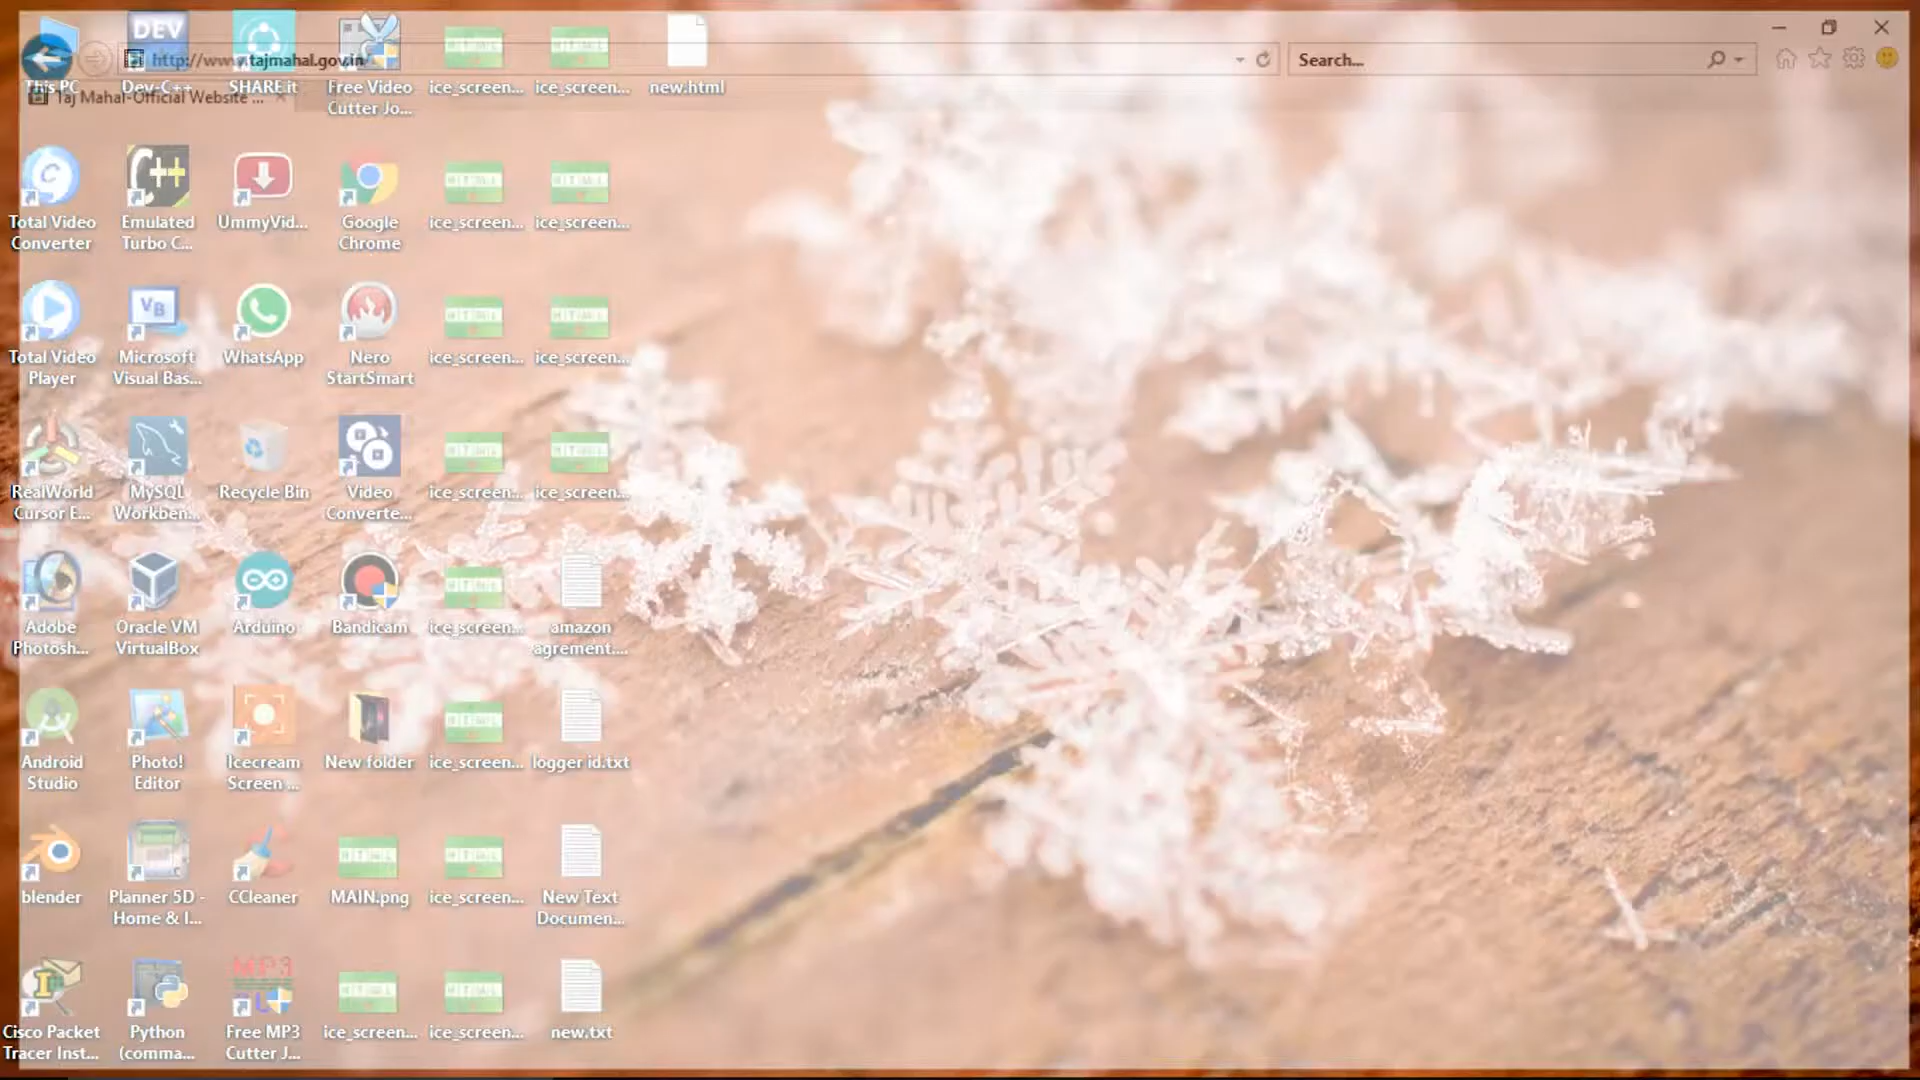 http://www.tajmahal.gov.in
Search...
Taj Mahal-Official Website ...
This PC
DEV
Dev-C++
SHAREit
Free Video
Cutter Jo...
ice_screen...
ice_screen...
new.html
Total Video
Converter
C++
Emulated
Turbo C...
UmmyVid...
Google
Chrome
ice_screen...
ice_screen...
Total Video
Player
VB
Microsoft
Visual Bas...
WhatsApp
Nero
StartSmart
ice_screen...
ice_screen...
RealWorld
Cursor E...
MySQL
Workben...
Recycle Bin
Video
Converte...
ice_screen...
ice_screen...
Adobe
Photosh...
Oracle VM
VirtualBox
Arduino
Bandicam
ice_screen...
amazon
agrement....
Android
Studio
Photo!
Editor
Icecream
Screen ...
New folder
ice_screen...
logger id.txt
blender
Planner 5D -
Home & I...
CCleaner
MAIN.png
ice_screen...
New Text
Documen...
Cisco Packet
Tracer Inst...
Python
(comma...
MP3
Free MP3
Cutter J...
ice_screen...
ice_screen...
new.txt